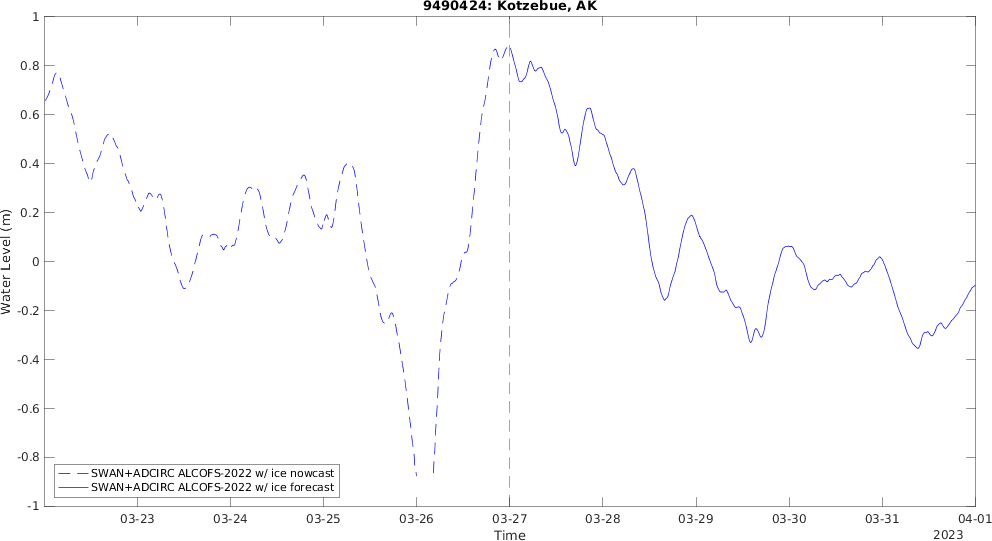 9490424: Kotzebue, AK
1
0.8
0.6
0.4
0.2
0
-0.2
-0.4
-0.6
-0.8
-1
Water Level (m)
SWAN+ADCIRC ALCOFS-2022 w/ ice nowcast
SWAN+ADCIRC ALCOFS-2022 w/ ice forecast
03-23 03-24 03-25 03-26 03-27 03-28 03-29 03-30 03-31 04-01
Time
2023